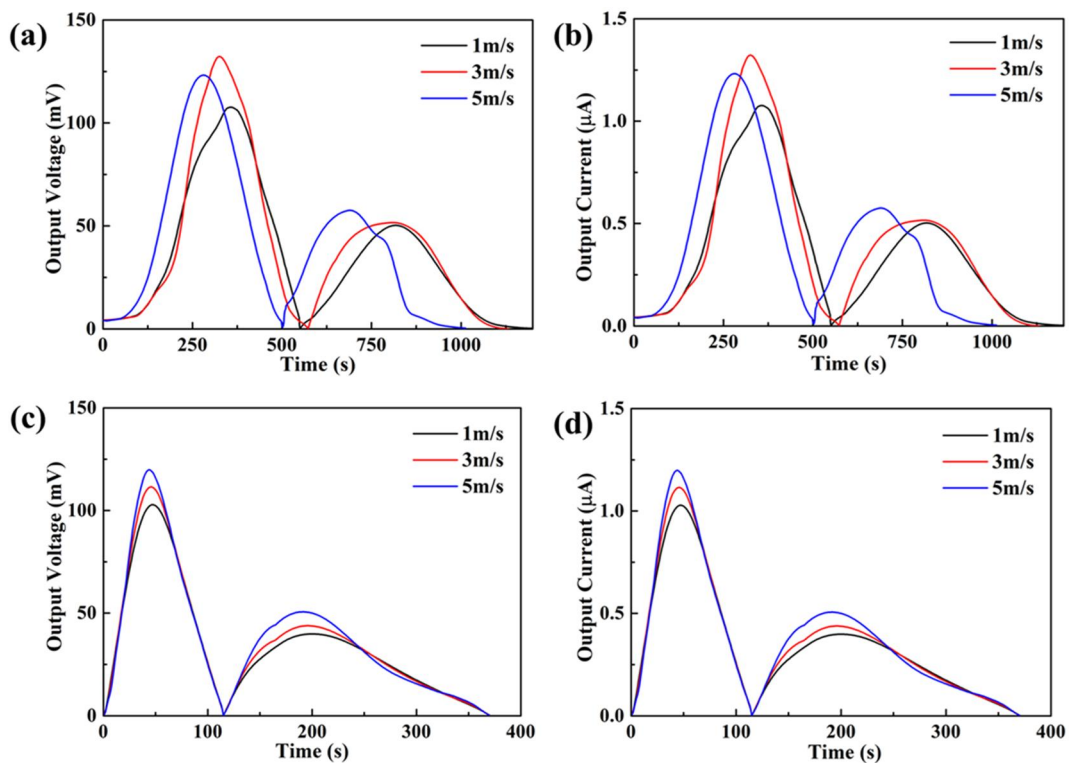 (a)
150
100
50
0
Output Voltage (mV)
0
250
500
750
1000
Time (s)
1m/s
3m/s
5m/s
(b)
1.5
1.0
0.5
0.0
Output Current (μA)
0
250
500
750
1000
Time (s)
1m/s
3m/s
5m/s
(c)
150
100
50
0
Output Voltage (mV)
0
100
200
300
400
Time (s)
1m/s
3m/s
5m/s
(d)
1.5
1.0
0.5
0.0
Output Current (μA)
0
100
200
300
400
Time (s)
1m/s
3m/s
5m/s